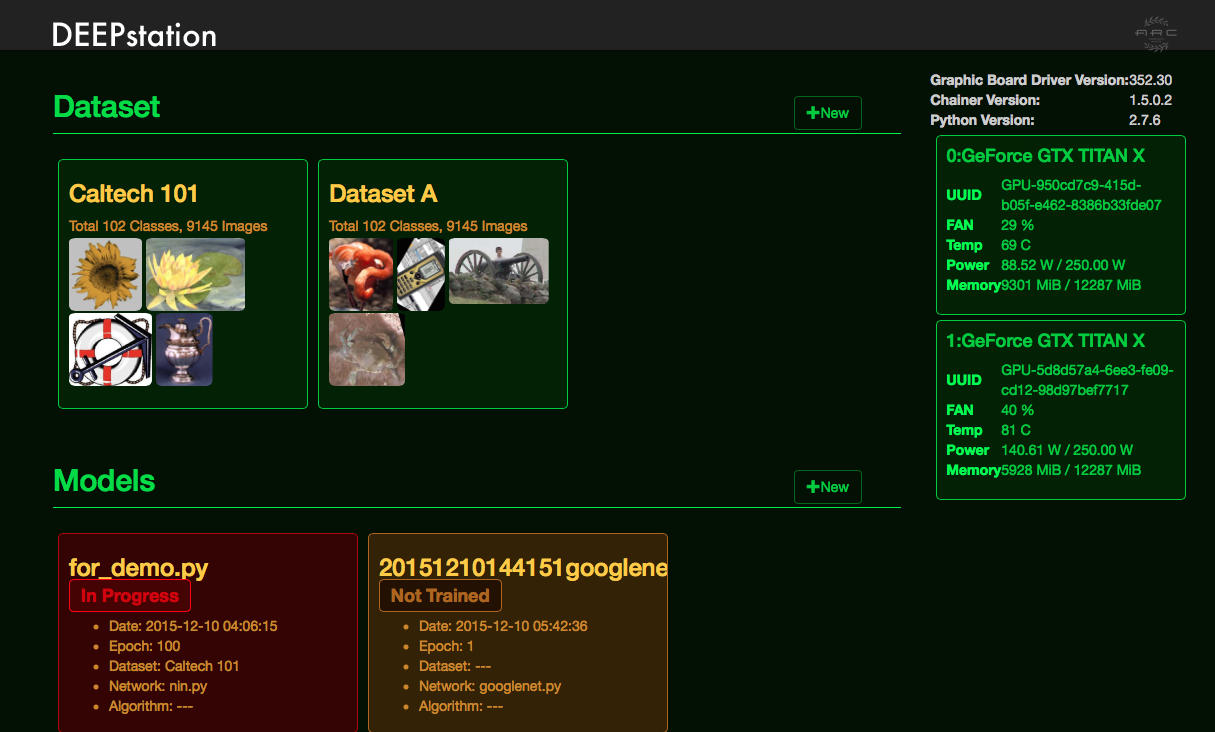 DEEPstation
ARC
Graphic Board Driver Version:352.30
Chainer Version: 1.5.0.2
Python Version: 2.7.6
Dataset
+New
Caltech 101
Total 102 Classes, 9145 Images
Dataset A
Total 102 Classes, 9145 Images
0:GeForce GTX TITAN X
UUID GPU-950cd7c9-415d-
b05f-e462-8386b33fde07
FAN 29 %
Temp 69 C
Power 88.52 W / 250.00 W
Memory9301 MiB / 12287 MiB
1:GeForce GTX TITAN X
UUID GPU-5d8d57a4-6ee3-fe09-
cd12-98d97bef7717
FAN 40 %
Temp 81 C
Power 140.61 W / 250.00 W
Memory5928 MiB / 12287 MiB
Models
+New
for_demo.py
In Progress
Date: 2015-12-10 04:06:15
Epoch: 100
Dataset: Caltech 101
Network: nin.py
Algorithm: ---
20151210144151googlene
Not Trained
Date: 2015-12-10 05:42:36
Epoch: 1
Dataset: ---
Network: googlenet.py
Algorithm: ---